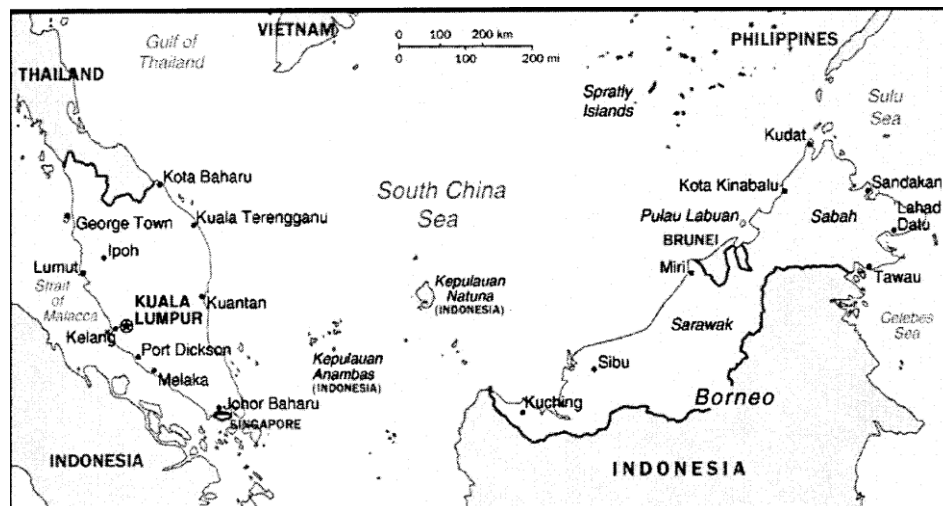 Gulf of
Thailand
VIETNAM
0 100 200 km
0 100 200 mi
PHILIPPINES
THAILAND
Spratly
Islands
Sulu
Sea
Kudat
Kota Baharu
South China
Sea
Kota Kinabalu
Sandakan
George Town
Kuala Terengganu
Pulau Labuan
Sabah
Lahad
Datu
Ipoh
BRUNEI
Lumut
Miri
Tawau
Strait of
Malacca
KUALA
LUMPUR
Kuantan
Kepulauan
Natuna
(INDONESIA)
Celebes
Sea
Kelang
Sarawak
Port Dickson
Kepulauan
Anambas
(INDONESIA)
Sibu
Melaka
Borneo
Johor Baharu
Kuching
SINGAPORE
INDONESIA
INDONESIA